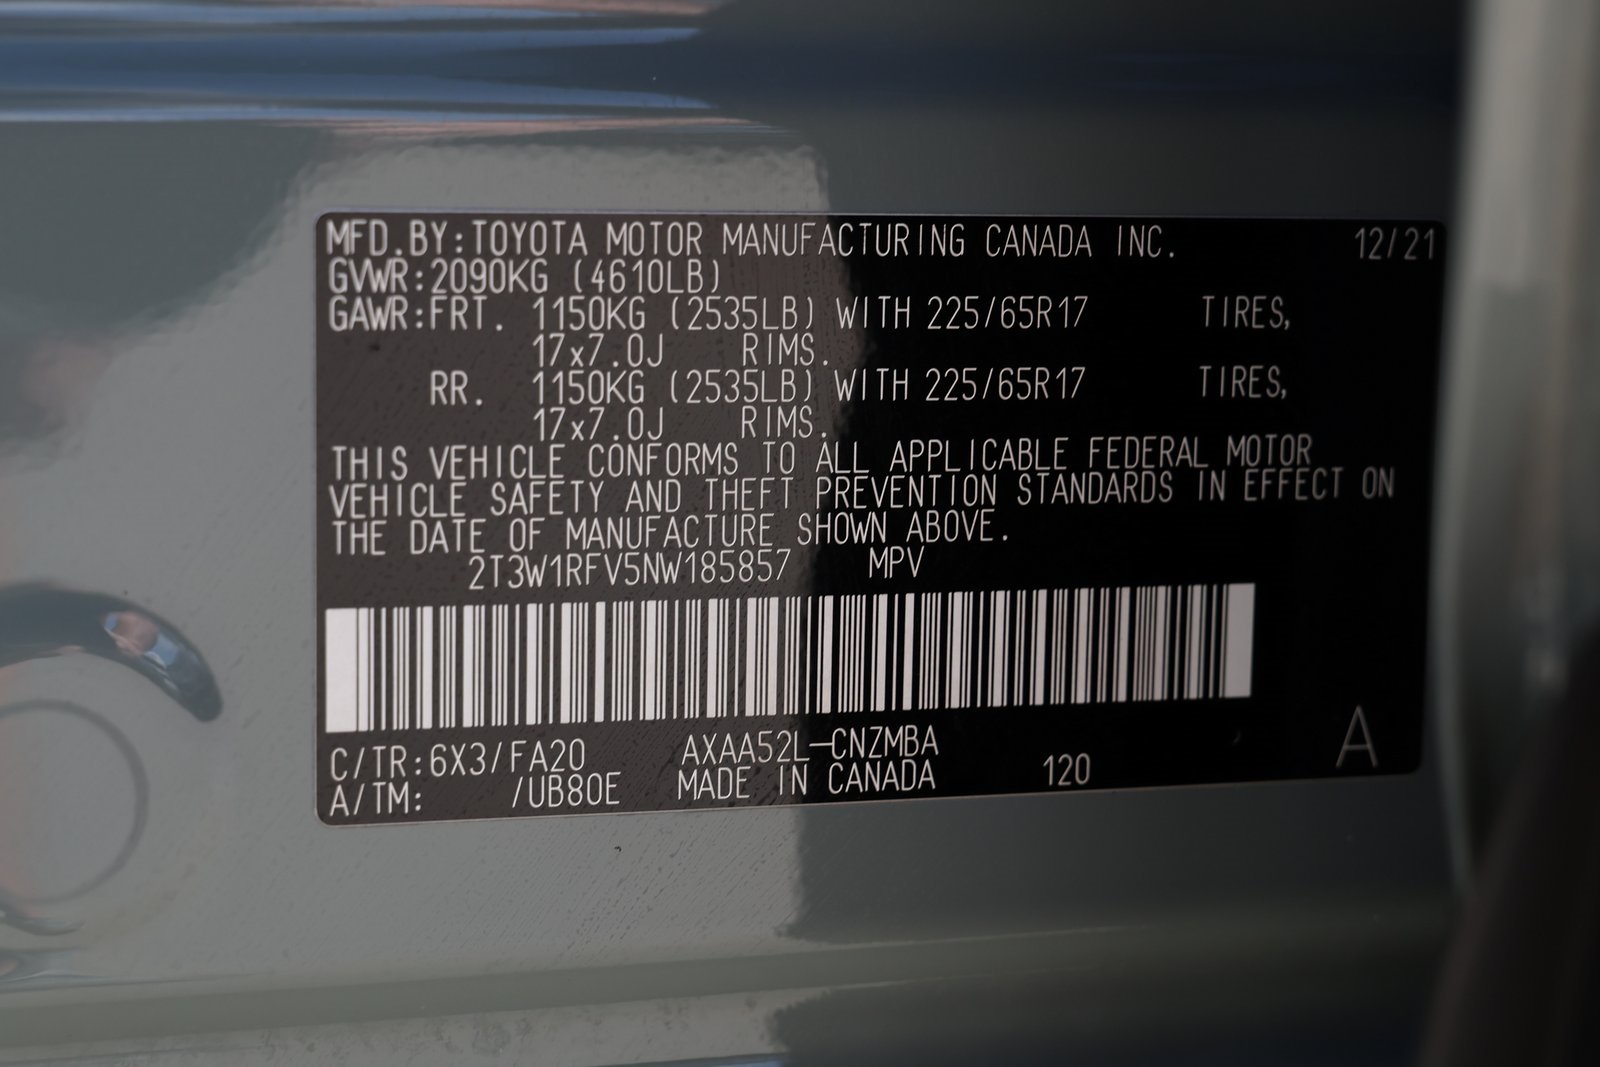 MFD.BY:TOYOTA MOTOR MANUFACTURING CANADA INC. 12/21
GVWR:2090KG (4610LB)
GAWR:FRT. 1150KG (2535LB) WITH 225/65R17 TIRES,
17x7.0J RIMS.
RR. 1150KG (2535LB) WITH 225/65R17 TIRES,
17x7.0J RIMS.
THIS VEHICLE CONFORMS TO ALL APPLICABLE FEDERAL MOTOR
VEHICLE SAFETY AND THEFT PREVENTION STANDARDS IN EFFECT ON
THE DATE OF MANUFACTURE SHOWN ABOVE.
2T3W1RFV5NW185857 MPV
C/TR:6X3/FA20 AXAA52L-CNZMBA
A/TM: /UB80E MADE IN CANADA 120 A